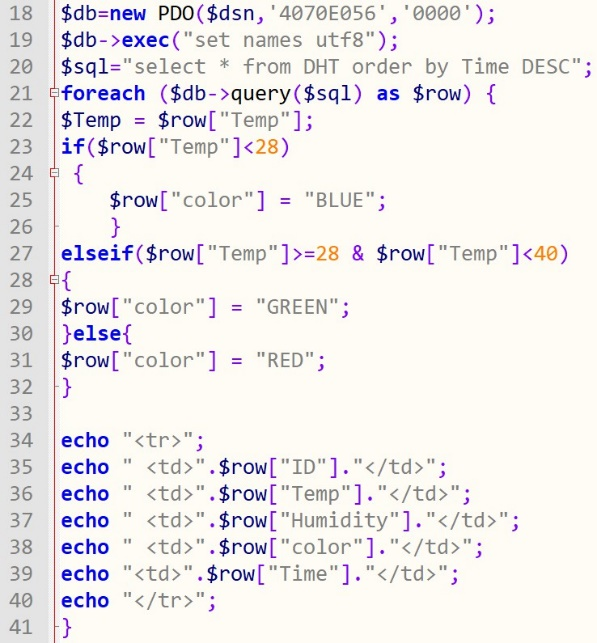 18 $db=new PDO($dsn,'4070E056','0000');
19 $db->exec("set names utf8");
20 $sql="select * from DHT order by Time DESC";
21 foreach ($db->query($sql) as $row) {
22 $Temp = $row["Temp"];
23 if($row["Temp"]<28)
24  {
25     $row["color"] = "BLUE";
26     }
27 elseif($row["Temp"]>=28 & $row["Temp"]<40)
28 {
29 $row["color"] = "GREEN";
30 }else{
31 $row["color"] = "RED";
32 }
33
34 echo "<tr>";
35 echo " <td>".$row["ID"]."</td>";
36 echo " <td>".$row["Temp"]."</td>";
37 echo " <td>".$row["Humidity"]."</td>";
38 echo " <td>".$row["color"]."</td>";
39 echo "<td>".$row["Time"]."</td>";
40 echo "</tr>";
41 }